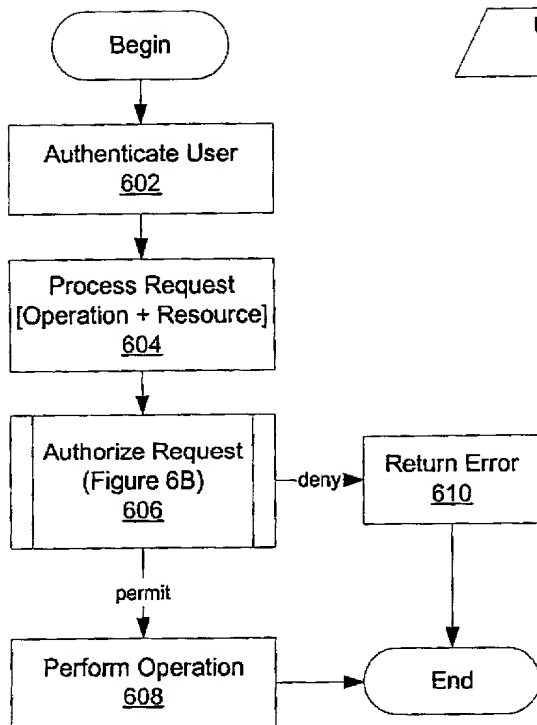 Begin
Authenticate User
602
Process Request
[Operation + Resource]
604
Authorize Request
(Figure 6B)
606
deny
Return Error
610
permit
Perform Operation
608
End